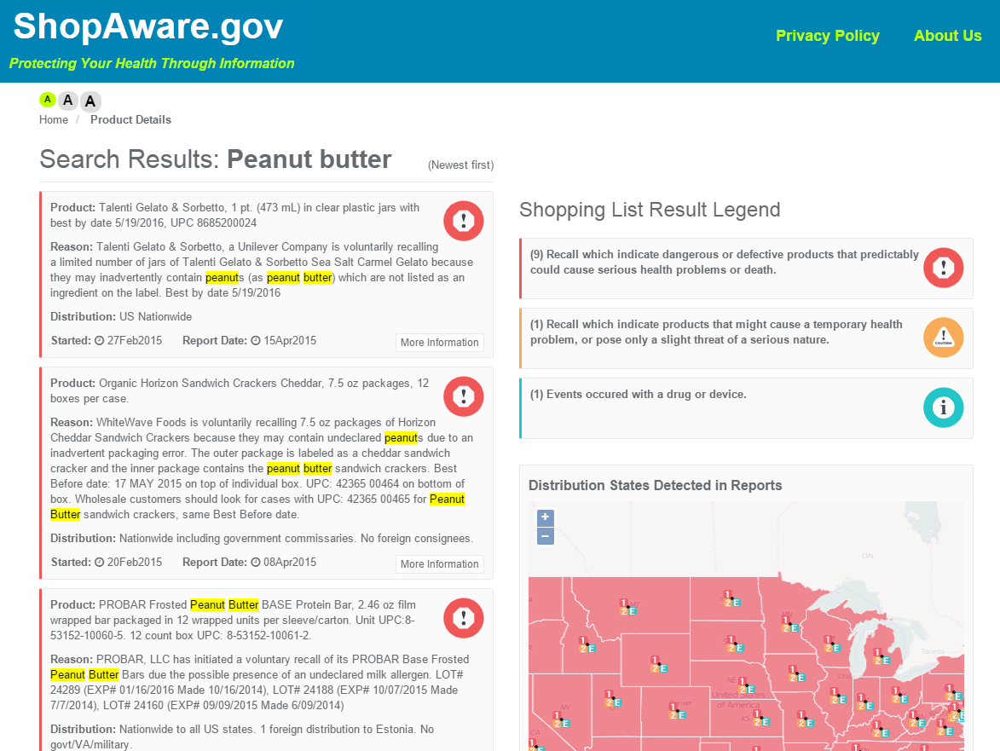 ShopAware.gov
Protecting Your Health Through Information
Privacy Policy
About Us
A A A
Home / Product Details
Search Results: Peanut butter
(Newest first)
Product: Talenti Gelato & Sorbetto, 1 pt. (473 mL) in clear plastic jars with
best by date 5/19/2016, UPC 8685200024
Reason: Talenti Gelato & Sorbetto, a Unilever Company is voluntarily recalling
a limited number of jars of Talenti Gelato & Sorbetto Sea Salt Carmel Gelato because
they may inadvertently contain peanuts (as peanut butter) which are not listed as an
ingredient on the label. Best by date 5/19/2016
Distribution: US Nationwide
Started: 27Feb2015 Report Date: 15Apr2015
More Information
Product: Organic Horizon Sandwich Crackers Cheddar, 7.5 oz packages, 12
boxes per case.
Reason: WhiteWave Foods is voluntarily recalling 7.5 oz packages of Horizon
Cheddar Sandwich Crackers because they may contain undeclared peanuts due to an
inadvertent packaging error. The outer package is labeled as a cheddar sandwich
cracker and the inner package contains the peanut butter sandwich crackers. Best
Before date: 17 MAY 2015 on top of individual box. UPC: 42365 00464 on bottom of
box. Wholesale customers should look for cases with UPC: 42365 00465 for Peanut
Butter sandwich crackers, same Best Before date.
Distribution: Nationwide including government commissaries. No foreign consignees.
Started: 20Feb2015 Report Date: 08Apr2015
More Information
Product: PROBAR Frosted Peanut Butter BASE Protein Bar, 2.46 oz film
wrapped bar packaged in 12 wrapped units per sleeve/carton. Unit UPC:8-
53152-10060-5. 12 count box UPC: 8-53152-10061-2.
Reason: PROBAR, LLC has initiated a voluntary recall of its PROBAR Base Frosted
Peanut Butter Bars due the possible presence of an undeclared milk allergen. LOT#
24289 (EXP# 01/16/2016 Made 10/16/2014), LOT# 24188 (EXP# 10/07/2015 Made
7/7/2014), LOT# 24160 (EXP# 09/09/2015 Made 6/09/2014)
Distribution: Nationwide to all US states. 1 foreign distribution to Estonia. No
govt/VA/military.
Shopping List Result Legend
(9) Recall which indicate dangerous or defective products that predictably
could cause serious health problems or death.
(1) Recall which indicate products that might cause a temporary health
problem, or pose only a slight threat of a serious nature.
CAUTION
(1) Events occured with a drug or device.
Distribution States Detected in Reports
+
−
ON
MT
MN
Toronto
NE
United States
of America
Denver
NV
KS
CA